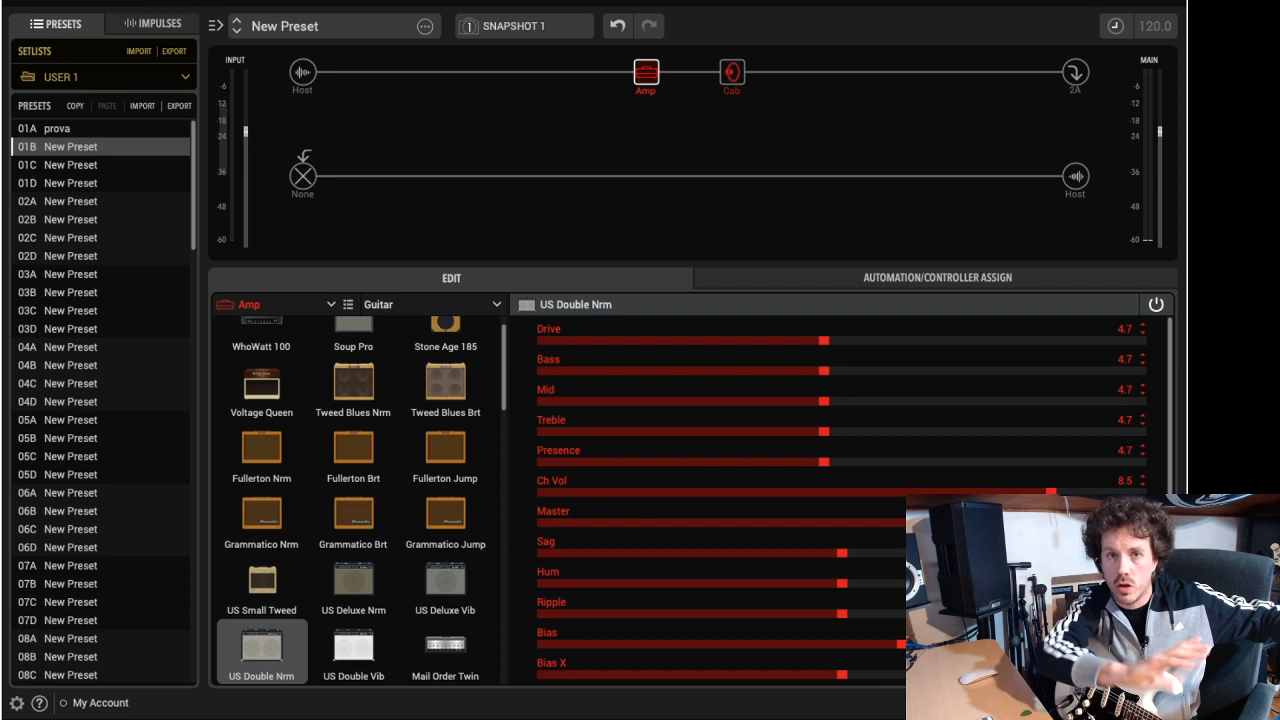 PRESETS
IMPULSES
SETLISTS IMPORT | EXPORT
USER 1
PRESETS COPY | PASTE | IMPORT | EXPORT
01A prova
01B New Preset
01C New Preset
01D New Preset
02A New Preset
02B New Preset
02C New Preset
02D New Preset
03A New Preset
03B New Preset
03C New Preset
03D New Preset
04A New Preset
04B New Preset
04C New Preset
04D New Preset
05A New Preset
05B New Preset
05C New Preset
05D New Preset
06A New Preset
06B New Preset
06C New Preset
06D New Preset
07A New Preset
07B New Preset
07C New Preset
07D New Preset
08A New Preset
08B New Preset
08C New Preset
My Account
New Preset
1 SNAPSHOT 1
120.0
INPUT
-6
-12
-18
-24
-36
-48
-60
Host
Amp
Cab
2A
None
Host
MAIN
-6
-12
-18
-24
-36
-48
-60
EDIT
AUTOMATION/CONTROLLER ASSIGN
Amp
Guitar
WhoWatt 100 Soup Pro Stone Age 185
Voltage Queen Tweed Blues Nrm Tweed Blues Brt
Fullerton Nrm Fullerton Brt Fullerton Jump
Grammatico Nrm Grammatico Brt Grammatico Jump
US Small Tweed US Deluxe Nrm US Deluxe Vib
US Double Nrm US Double Vib Mail Order Twin
US Double Nrm
Drive 4.7
Bass 4.7
Mid 4.7
Treble 4.7
Presence 4.7
Ch Vol 8.5
Master
Sag
Hum
Ripple
Bias
Bias X